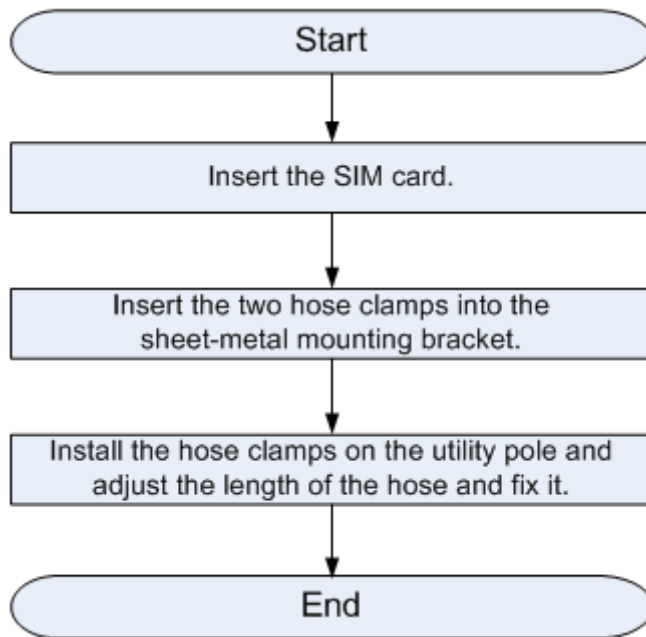 Start
Insert the SIM card.
Insert the two hose clamps into the
sheet-metal mounting bracket.
Install the hose clamps on the utility pole and
adjust the length of the hose and fix it.
End